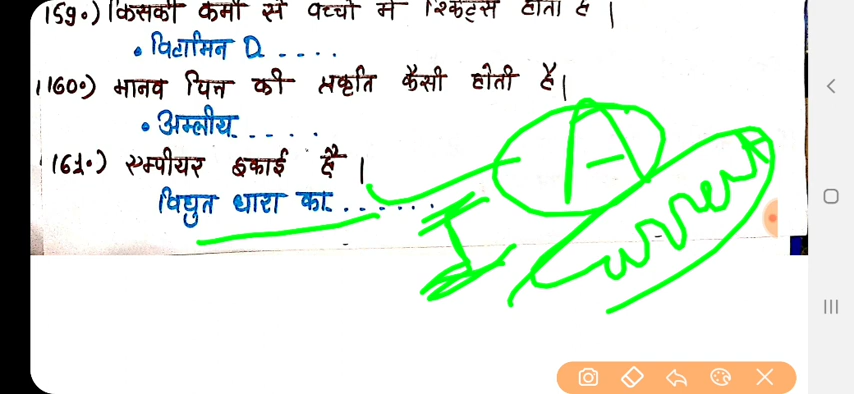 159.) किसकी कमी से बच्चों में रिकेट्स होता है |
• विटामिन D. . . . .
160.) मानव पित्त की प्रकृति कैसी होती है |
• अम्लीय . . . . .
161.) एम्पीयर इकाई है |
विद्युत धारा का . . . . . . .
A
I
Current